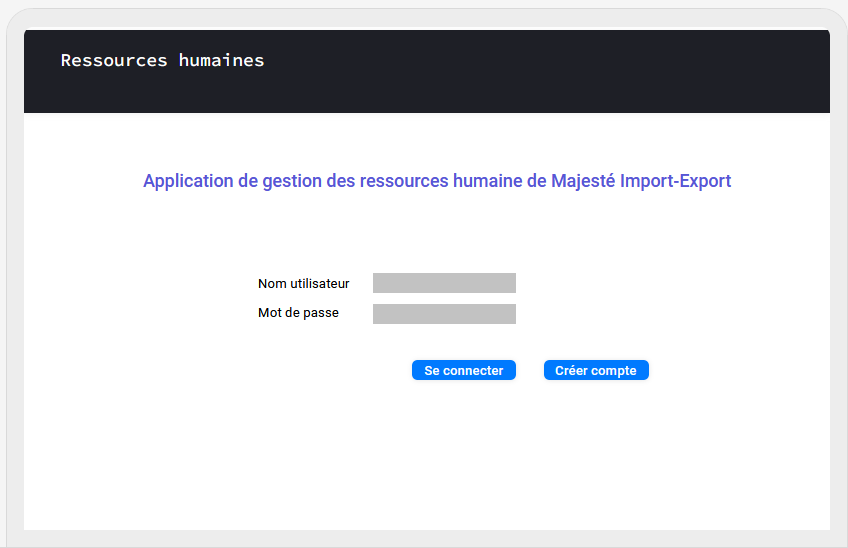 Ressources humaines
Application de gestion des ressources humaine de Majesté Import-Export
Nom utilisateur
Mot de passe
Se connecter
Créer compte